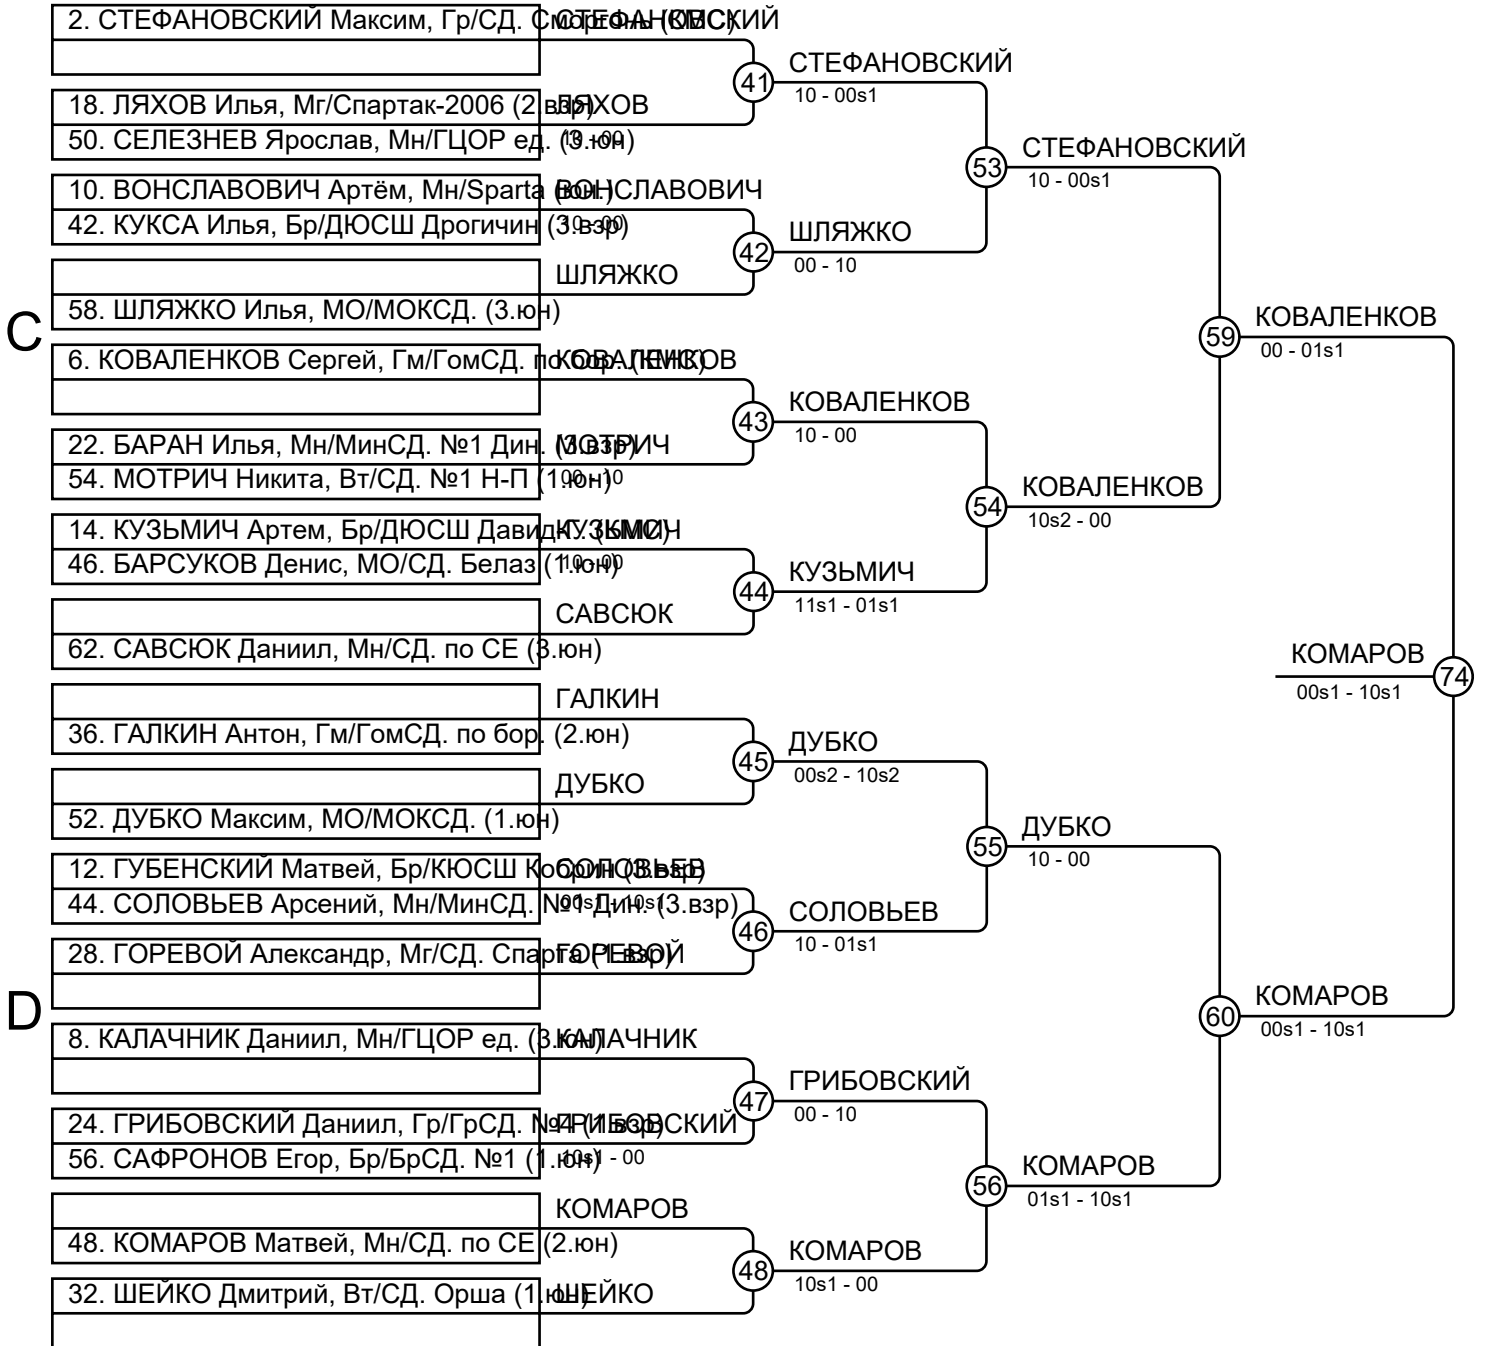 2. СТЕФАНОВСКИЙ Максим, Гр/СД. Сморгонь (КМС)
СТЕФАНОВСКИЙ
41
СТЕФАНОВСКИЙ
10 - 00s1
18. ЛЯХОВ Илья, Мг/Спартак-2006 (2.взр)
ЛЯХОВ
50. СЕЛЕЗНЕВ Ярослав, Мн/ГЦОР ед. (3.юн)
10 - 00
53
СТЕФАНОВСКИЙ
10 - 00s1
10. ВОНСЛАВОВИЧ Артём, Мн/Sparta (юн.)
ВОНСЛАВОВИЧ
42. КУКСА Илья, Бр/ДЮСШ Дрогичин (3.взр)
10 - 00
42
ШЛЯЖКО
00 - 10
ШЛЯЖКО
58. ШЛЯЖКО Илья, МО/МОКСД. (3.юн)
C
59
КОВАЛЕНКОВ
00 - 01s1
6. КОВАЛЕНКОВ Сергей, Гм/ГомСД. по бор. (КМС)
КОВАЛЕНКОВ
43
КОВАЛЕНКОВ
10 - 00
22. БАРАН Илья, Мн/МинСД. №1 Дин. (3.взр)
МОТРИЧ
54. МОТРИЧ Никита, Вт/СД. №1 Н-П (1.юн)
00 - 10
54
КОВАЛЕНКОВ
10s2 - 00
14. КУЗЬМИЧ Артем, Бр/ДЮСШ Давид-Г. (КМС)
КУЗЬМИЧ
46. БАРСУКОВ Денис, МО/СД. Белаз (1.юн)
10 - 00
44
КУЗЬМИЧ
11s1 - 01s1
САВСЮК
62. САВСЮК Даниил, Мн/СД. по СЕ (3.юн)
КОМАРОВ
74
00s1 - 10s1
ГАЛКИН
36. ГАЛКИН Антон, Гм/ГомСД. по бор. (2.юн)
45
ДУБКО
00s2 - 10s2
ДУБКО
52. ДУБКО Максим, МО/МОКСД. (1.юн)
55
ДУБКО
10 - 00
12. ГУБЕНСКИЙ Матвей, Бр/КЮСШ Кобрин (3.взр)
СОЛОВЬЕВ
44. СОЛОВЬЕВ Арсений, Мн/МинСД. №1 Дин. (3.взр)
00s1 - 10s1
46
СОЛОВЬЕВ
10 - 01s1
28. ГОРЕВОЙ Александр, Мг/СД. Спарта (1.взр)
ГОРЕВОЙ
D
60
КОМАРОВ
00s1 - 10s1
8. КАЛАЧНИК Даниил, Мн/ГЦОР ед. (3.юн)
КАЛАЧНИК
47
ГРИБОВСКИЙ
00 - 10
24. ГРИБОВСКИЙ Даниил, Гр/ГрСД. №4 (1.взр)
ГРИБОВСКИЙ
56. САФРОНОВ Егор, Бр/БрСД. №1 (1.юн)
10s1 - 00
56
КОМАРОВ
01s1 - 10s1
КОМАРОВ
48. КОМАРОВ Матвей, Мн/СД. по СЕ (2.юн)
48
КОМАРОВ
10s1 - 00
32. ШЕЙКО Дмитрий, Вт/СД. Орша (1.юн)
ШЕЙКО